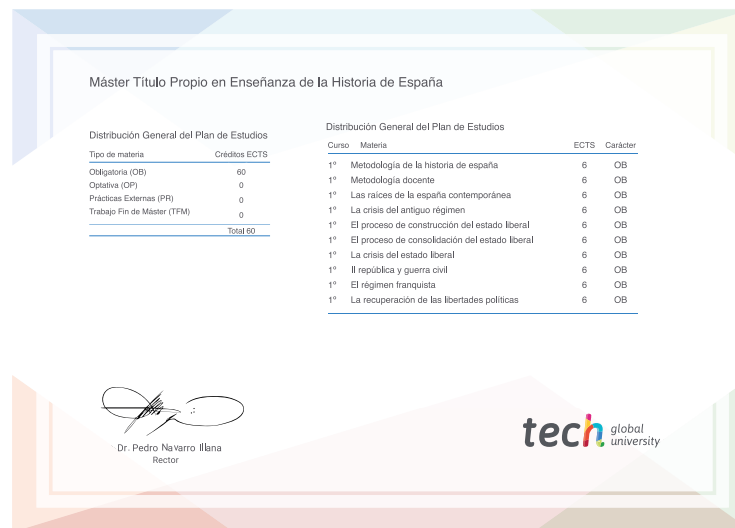 Máster Título Propio en Enseñanza de la Historia de España
Distribución General del Plan de Estudios
Tipo de materia Créditos ECTS
Obligatoria (OB) 60
Optativa (OP) 0
Prácticas Externas (PR) 0
Trabajo Fin de Máster (TFM) 0
Total 60
Distribución General del Plan de Estudios
Curso Materia ECTS Carácter
1º Metodología de la historia de españa 6 OB
1º Metodología docente 6 OB
1º Las raíces de la españa contemporánea 6 OB
1º La crisis del antiguo régimen 6 OB
1º El proceso de construcción del estado liberal 6 OB
1º El proceso de consolidación del estado liberal 6 OB
1º La crisis del estado liberal 6 OB
1º II república y guerra civil 6 OB
1º El régimen franquista 6 OB
1º La recuperación de las libertades políticas 6 OB
Dr. Pedro Navarro Illana
Rector
tech global
university